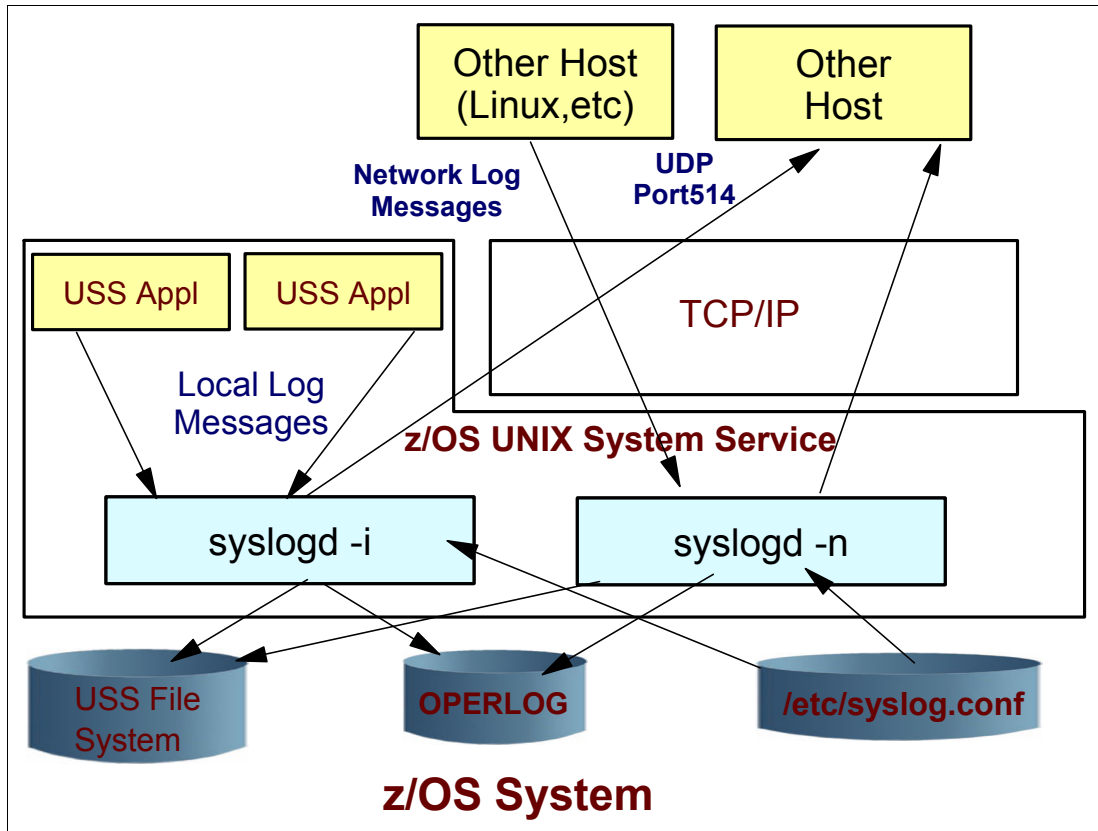 Other Host
(Linux,etc)
Other
Host
Network Log
Messages
UDP
Port514
USS Appl
USS Appl
TCP/IP
Local Log
Messages
z/OS UNIX System Service
syslogd -i
syslogd -n
USS File
System
OPERLOG
/etc/syslog.conf
z/OS System